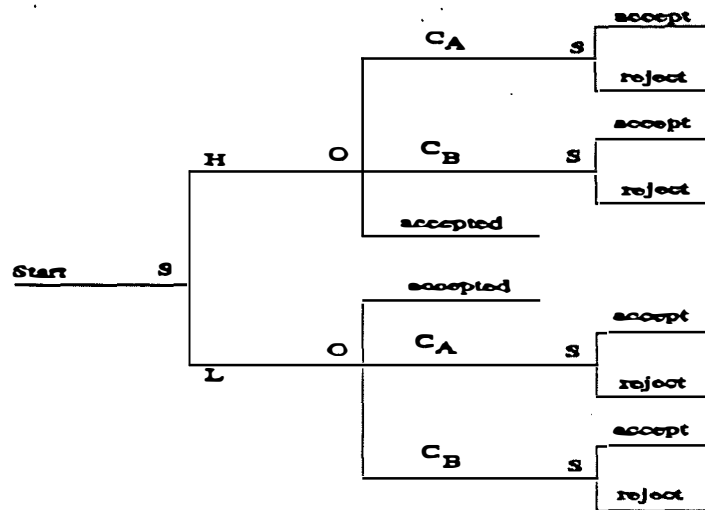 accept
C_A S
reject
accept
H O C_B S
reject
accepted
Start S
accepted
accept
L O C_A S
reject
accept
C_B S
reject